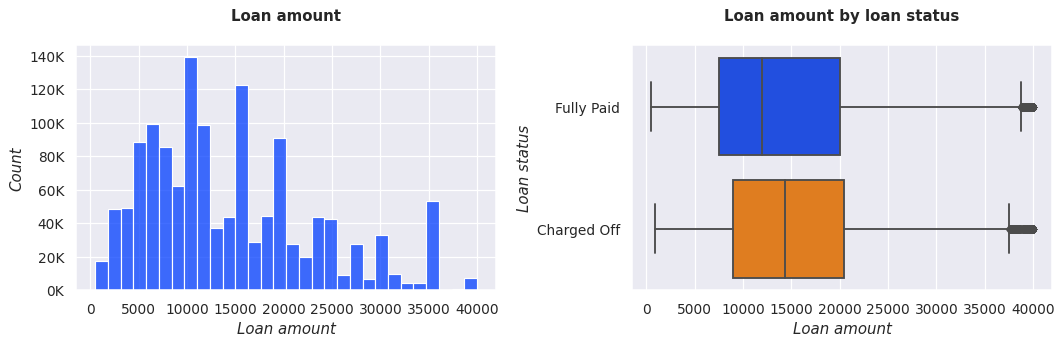 Loan amount
140K
120K
100K
80K
60K
40K
20K
0K
Count
0 5000 10000 15000 20000 25000 30000 35000 40000
Loan amount
Loan amount by loan status
Fully Paid
Charged Off
Loan status
0 5000 10000 15000 20000 25000 30000 35000 40000
Loan amount